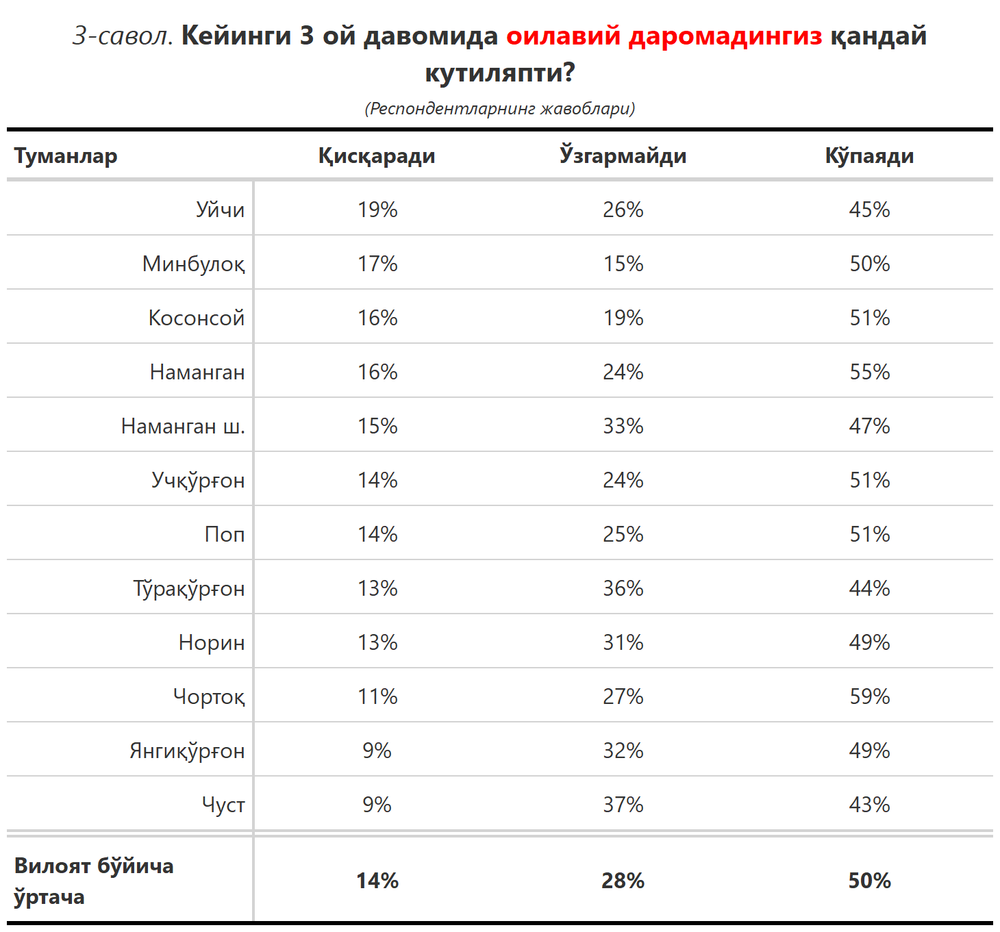 3-савол. Кейинги 3 ой давомида оилавий даромадингиз қандай
кутиляпти?
(Респондентларнинг жавоблари)
Туманлар Қисқаради Ўзгармайди Кўпаяди
Уйчи 19% 26% 45%
Минбулоқ 17% 15% 50%
Косонсой 16% 19% 51%
Наманган 16% 24% 55%
Наманган ш. 15% 33% 47%
Учқўрғон 14% 24% 51%
Поп 14% 25% 51%
Тўрақўрғон 13% 36% 44%
Норин 13% 31% 49%
Чортоқ 11% 27% 59%
Янгиқўрғон 9% 32% 49%
Чуст 9% 37% 43%
Вилоят бўйича
ўртача 14% 28% 50%